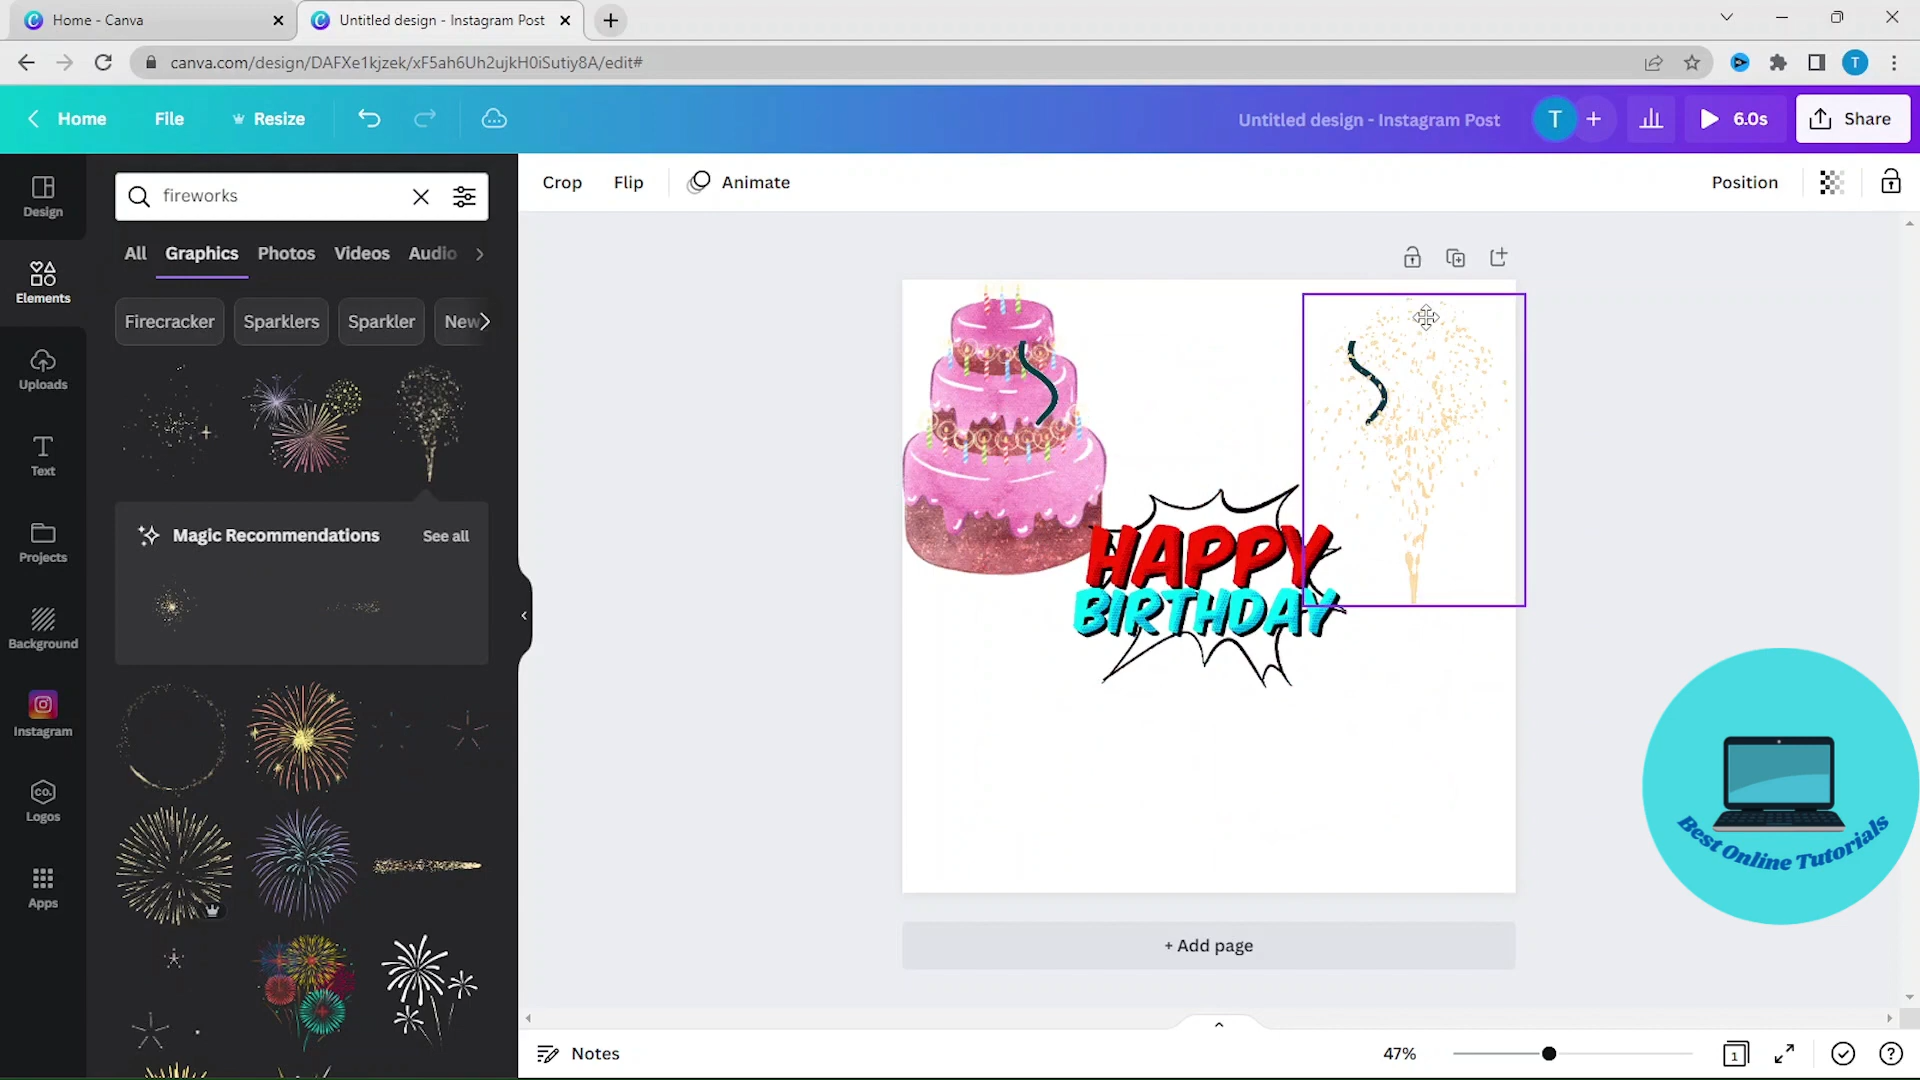 Home - Canva
Untitled design - Instagram Post
canva.com/design/DAFXe1kjzek/xF5ah6Uh2ujkH0iSutiy8A/edit#
T
Home
File
Resize
Untitled design - Instagram Post
T
6.0s
Share
Design
Elements
Uploads
Text
Projects
Background
Instagram
CO.
Logos
Apps
fireworks
All
Graphics
Photos
Videos
Audio
Firecracker
Sparklers
Sparkler
New
Magic Recommendations
See all
Crop
Flip
Animate
Position
HAPPY
BIRTHDAY
Best Online Tutorials
+ Add page
Notes
47%
1